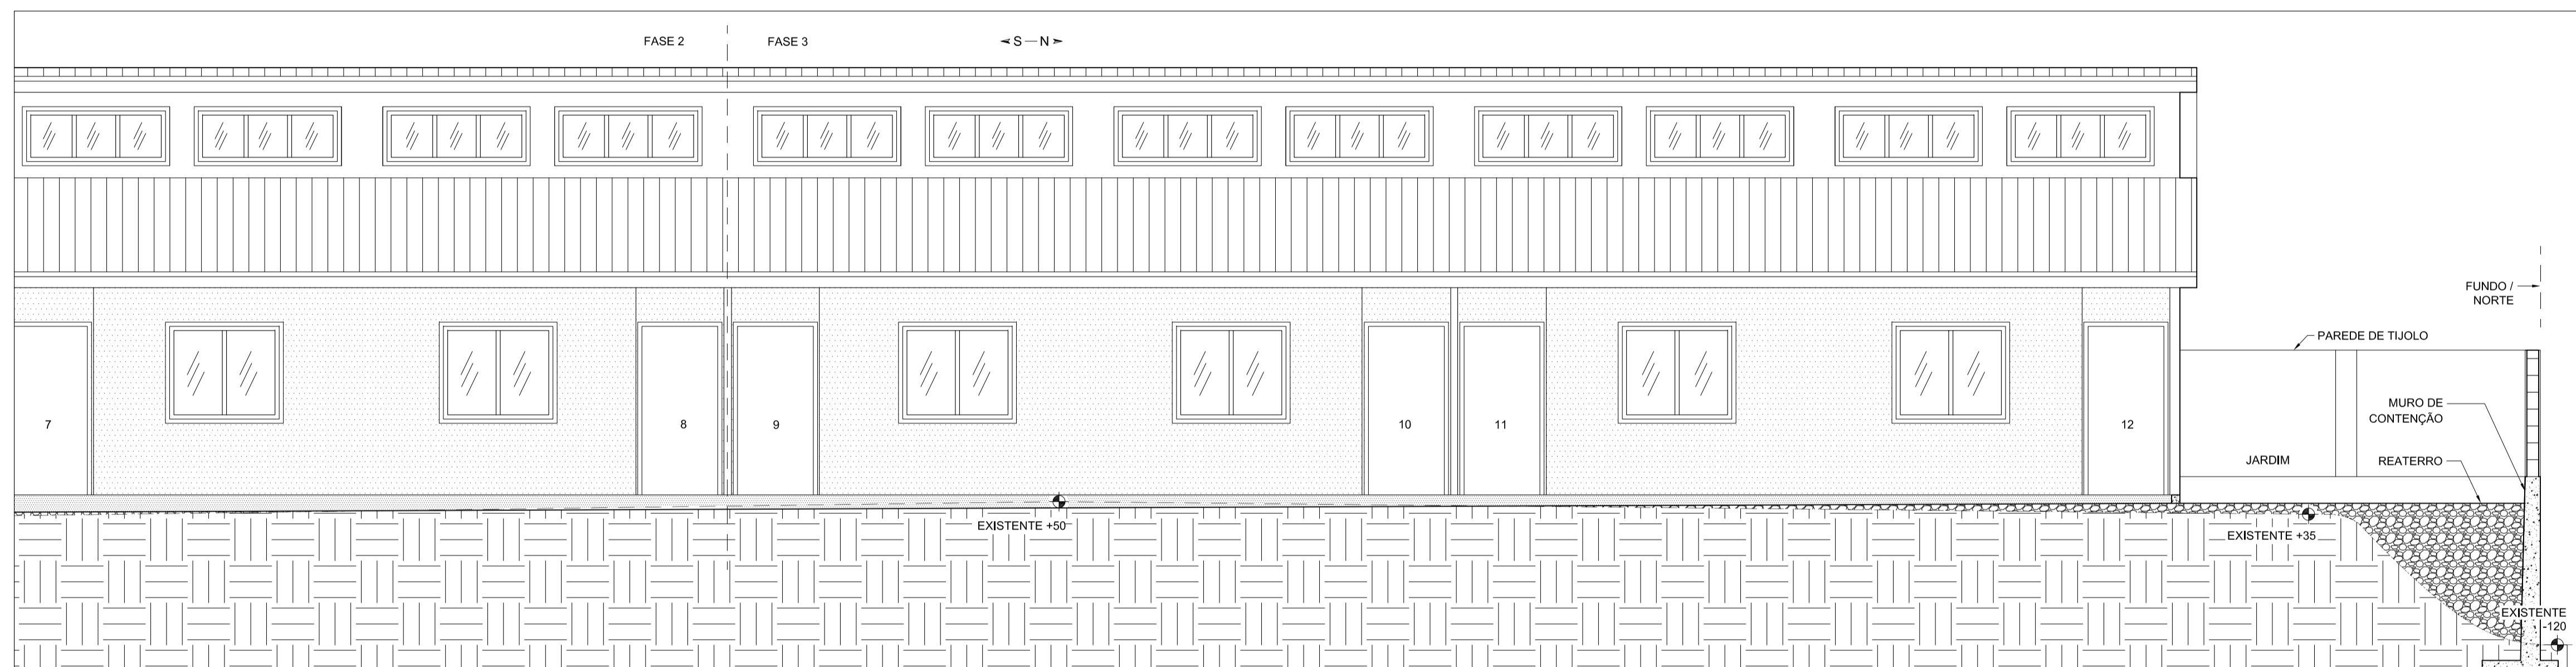 FASE 2
FASE 3
S — N
FUNDO /
NORTE
PAREDE DE TIJOLO
MURO DE
CONTENÇÃO
7
8
9
10
11
12
JARDIM
REATERRO
EXISTENTE +50
EXISTENTE +35
EXISTENTE
-120